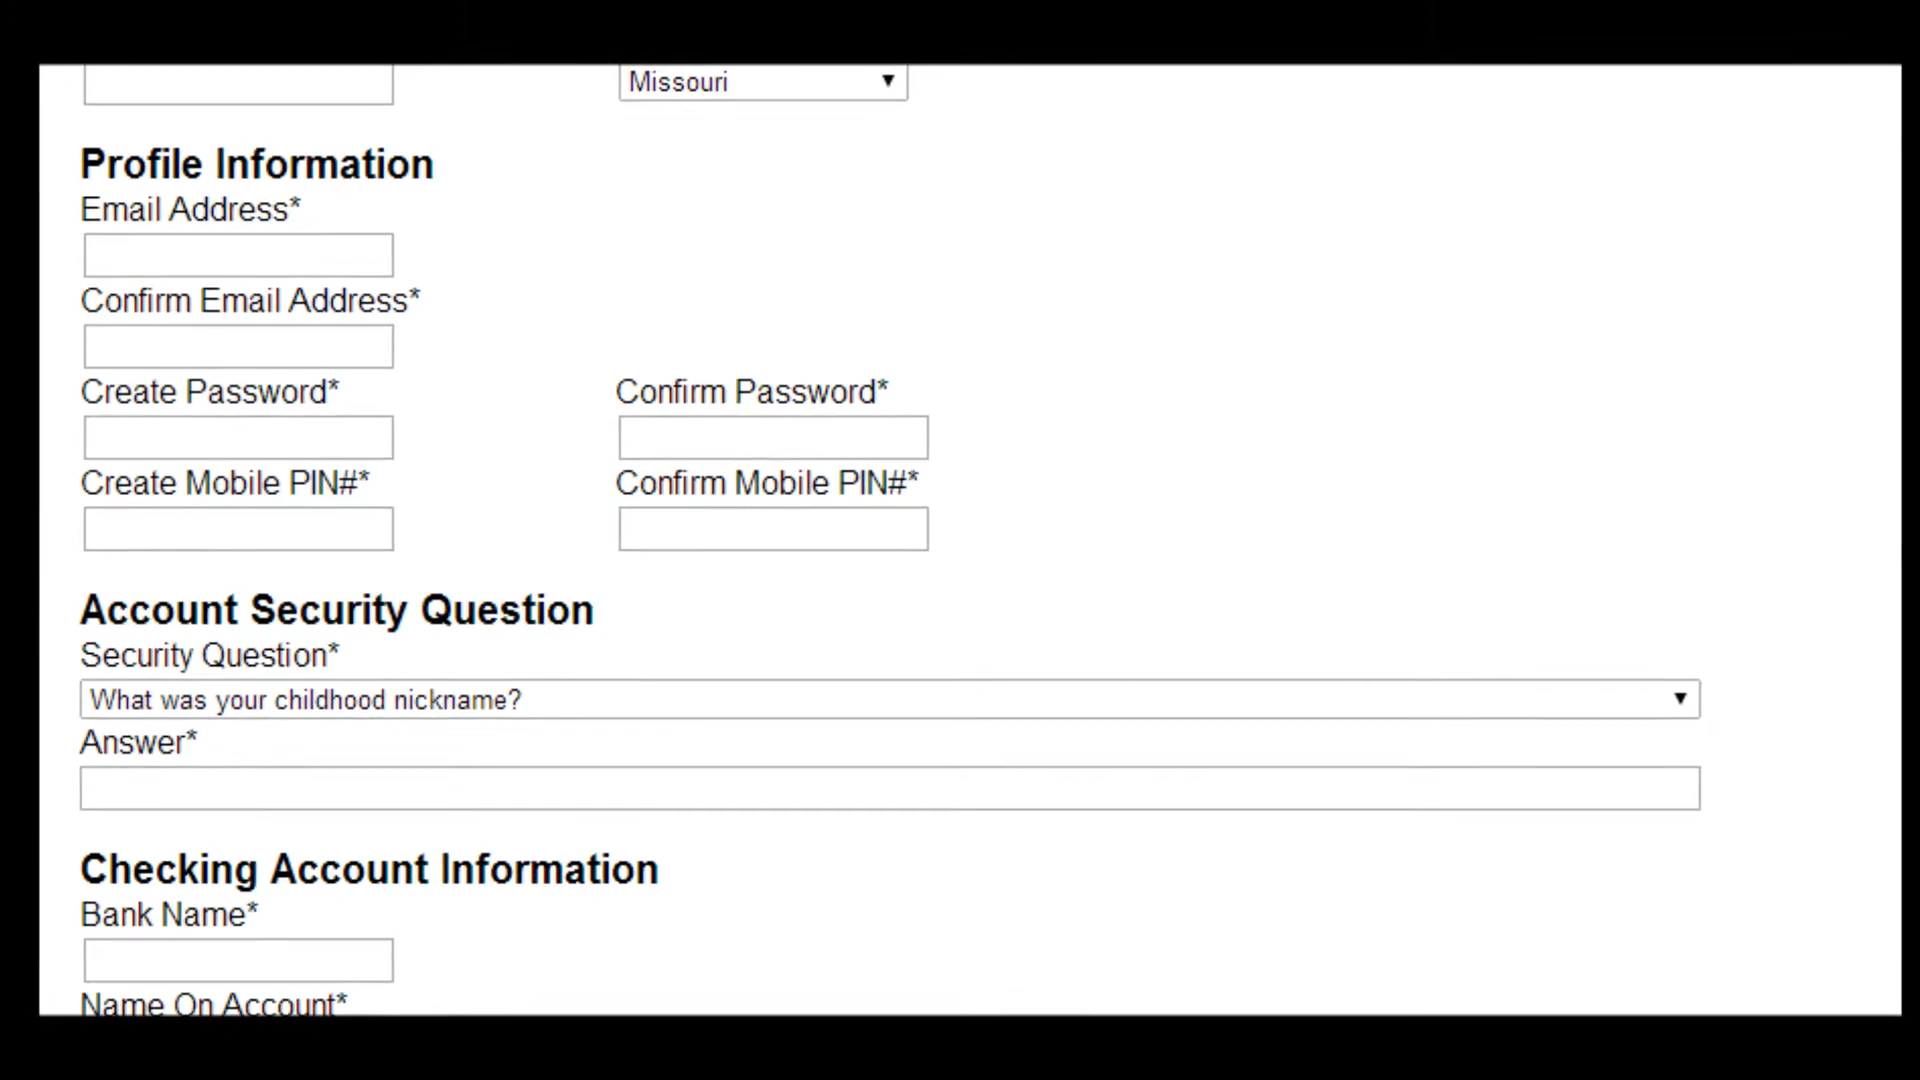 Missouri
Profile Information
Email Address*
Confirm Email Address*
Create Password* Confirm Password*
Create Mobile PIN#* Confirm Mobile PIN#*
Account Security Question
Security Question*
What was your childhood nickname?
Answer*
Checking Account Information
Bank Name*
Name On Account*